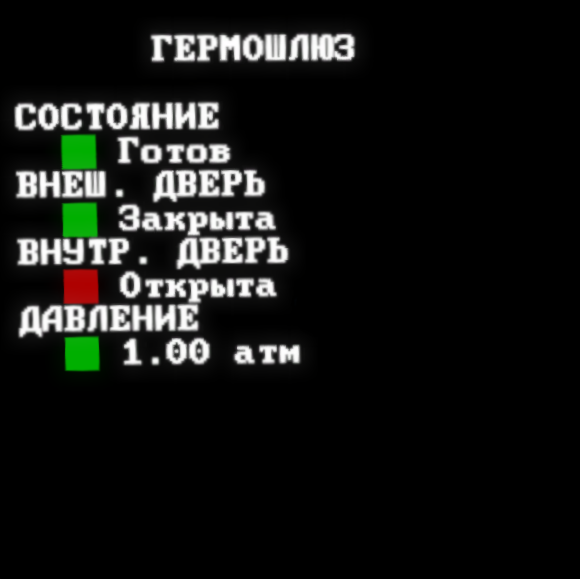 ГЕРМОШЛЮЗ
СОСТОЯНИЕ
Готов
ВНЕШ. ДВЕРЬ
Закрыта
ВНУТР. ДВЕРЬ
Открыта
ДАВЛЕНИЕ
1.00 атм